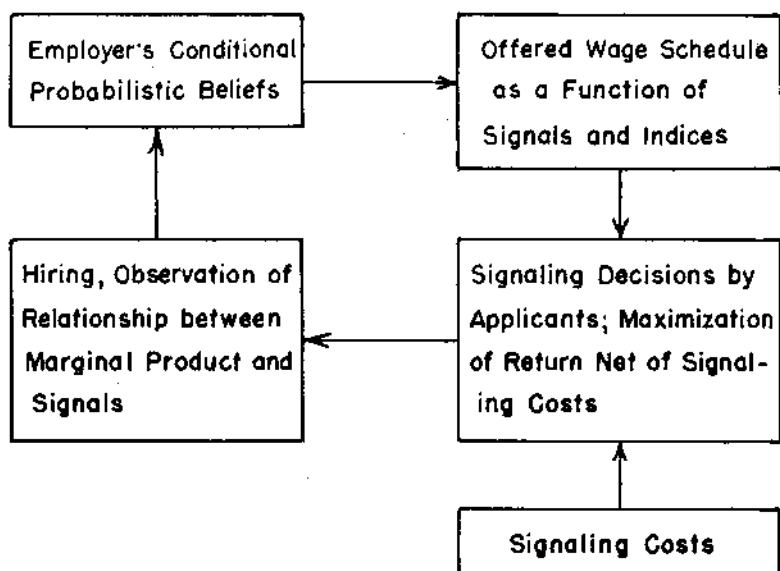 Employer's Conditional
Probabilistic Beliefs
Offered Wage Schedule
as a Function of
Signals and Indices
Hiring, Observation of
Relationship between
Marginal Product and
Signals
Signaling Decisions by
Applicants; Maximization
of Return Net of Signal-
ing Costs
Signaling Costs